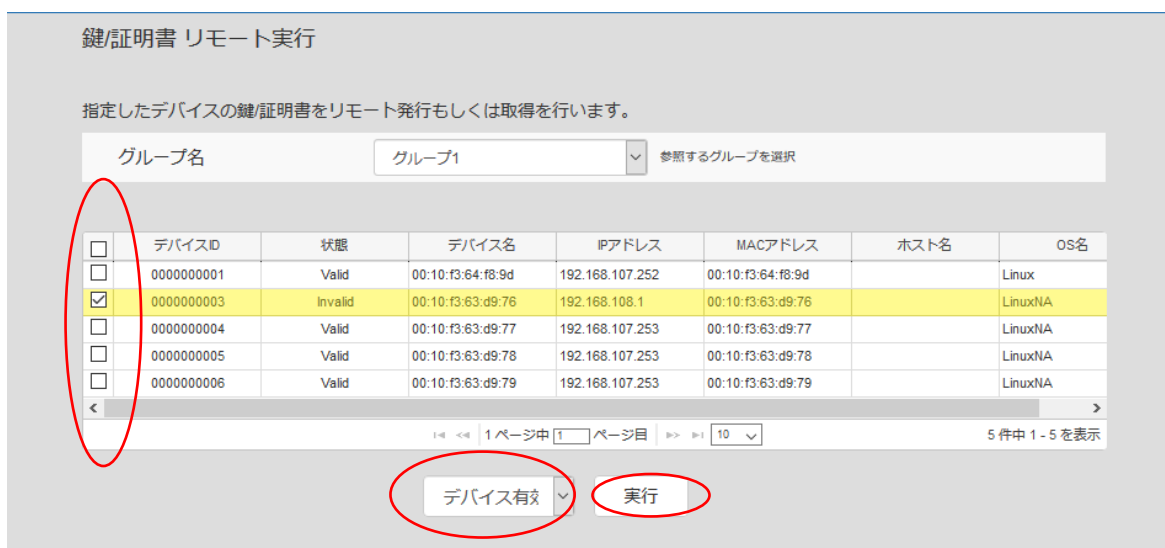 鍵/証明書 リモート実行
指定したデバイスの鍵/証明書をリモート発行もしくは取得を行います。
グループ名 グループ1 参照するグループを選択
デバイスID 状態 デバイス名 IPアドレス MACアドレス ホスト名 OS名
0000000001 Valid 00:10:f3:64:f8:9d 192.168.107.252 00:10:f3:64:f8:9d Linux
0000000003 Invalid 00:10:f3:63:d9:76 192.168.108.1 00:10:f3:63:d9:76 LinuxNA
0000000004 Valid 00:10:f3:63:d9:77 192.168.107.253 00:10:f3:63:d9:77 LinuxNA
0000000005 Valid 00:10:f3:63:d9:78 192.168.107.253 00:10:f3:63:d9:78 LinuxNA
0000000006 Valid 00:10:f3:63:d9:79 192.168.107.253 00:10:f3:63:d9:79 LinuxNA
1 ページ中 1 ページ目 10 5 件中 1 - 5 を表示
デバイス有効 実行